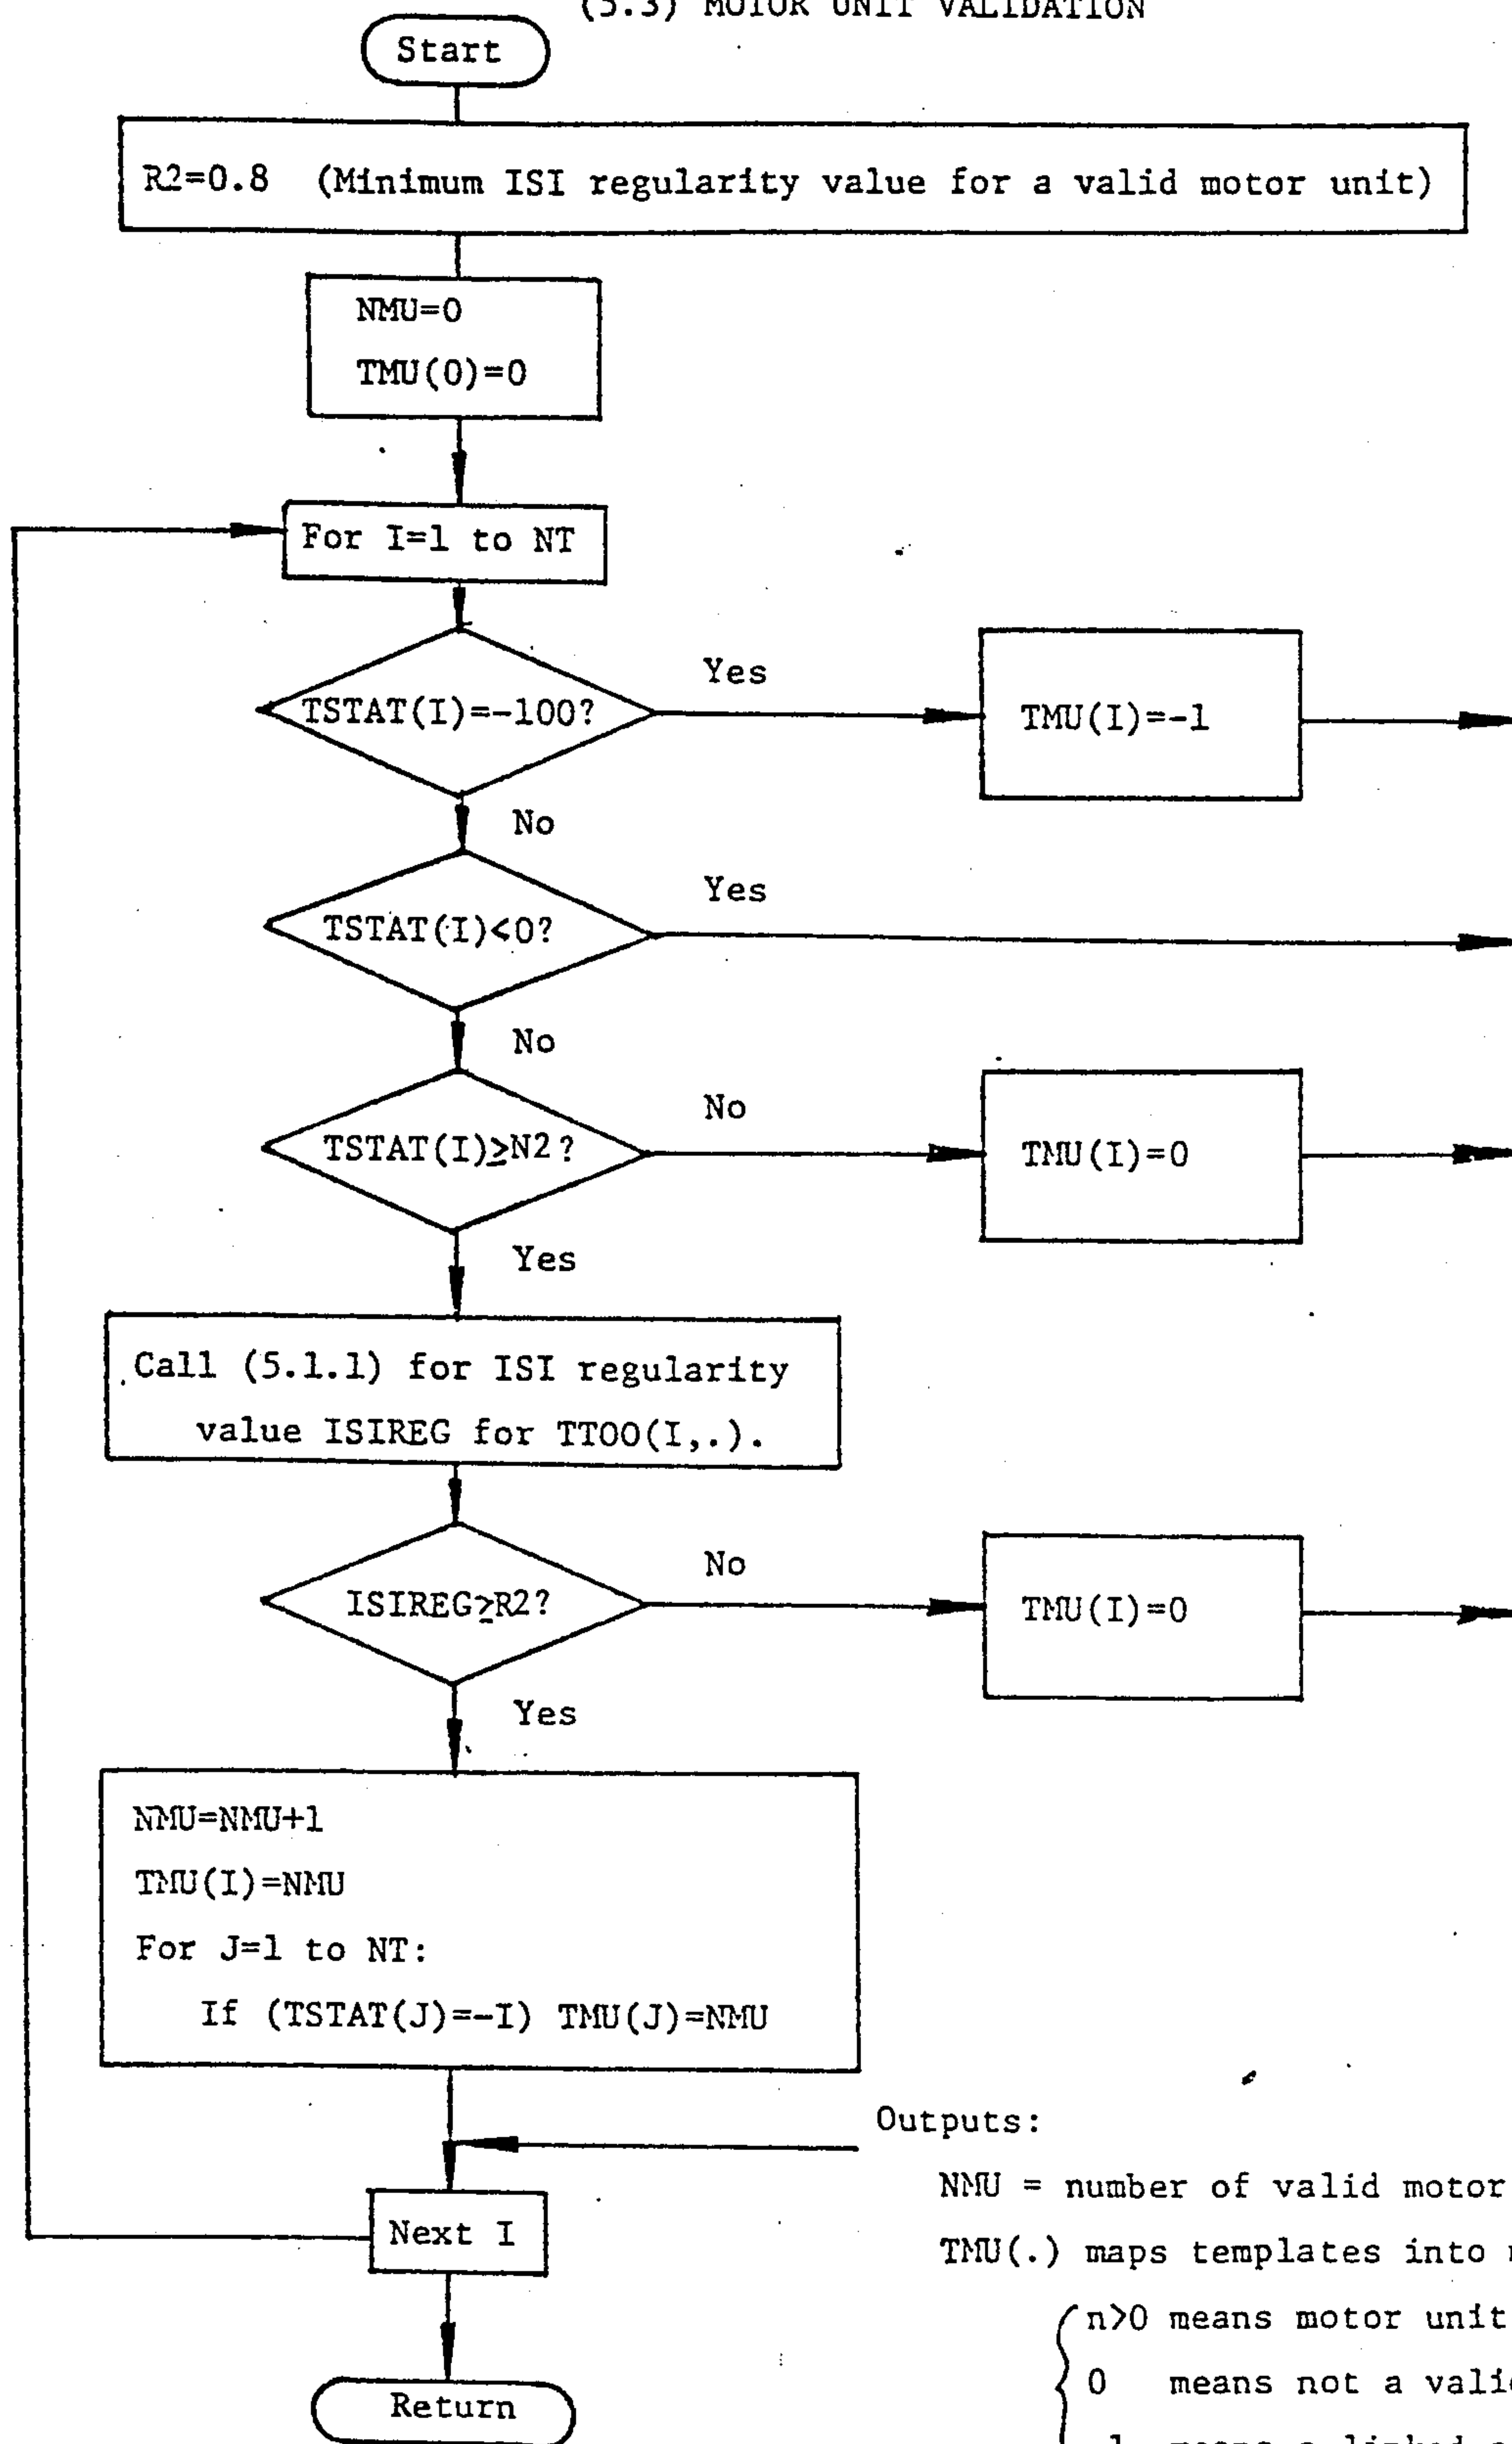 (5.3) MOTOR UNIT VALIDATION
Start
R2=0.8 (Minimum ISI regularity value for a valid motor unit)
NMU=0
TMU(0)=0
For I=1 to NT
TSTAT(I)=-100?
Yes
TMU(I)=-1
No
TSTAT(I)<0?
Yes
No
TSTAT(I)≥N2?
No
TMU(I)=0
Yes
Call (5.1.1) for ISI regularity
value ISIREG for TTOO(I,.).
ISIREG≥R2?
No
TMU(I)=0
Yes
NMU=NMU+1
TMU(I)=NMU
For J=1 to NT:
If (TSTAT(J)=-I) TMU(J)=NMU
Next I
Return
Outputs:
NMU = number of valid motor
TMU(.) maps templates into
n>0 means motor unit
0 means not a
means a linked